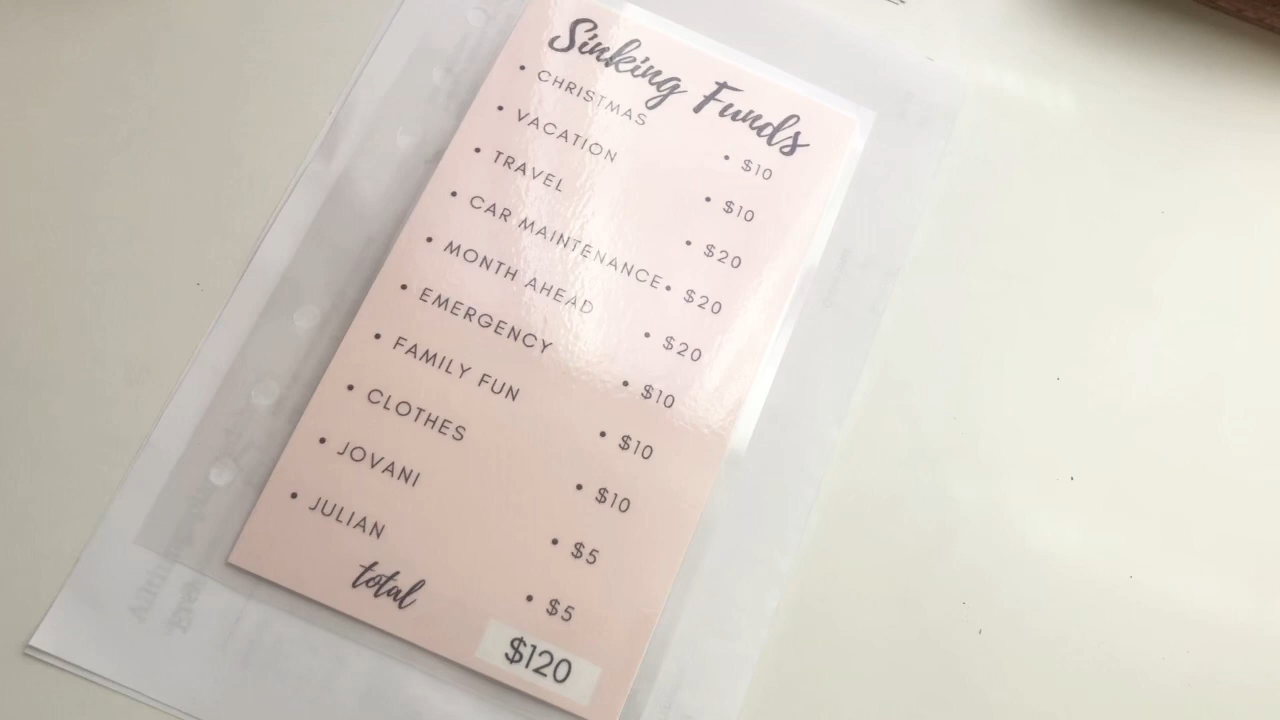 Sinking Funds
• CHRISTMAS • $10
• VACATION • $10
• TRAVEL • $20
• CAR MAINTENANCE • $20
• MONTH AHEAD • $20
• EMERGENCY • $10
• FAMILY FUN • $10
• CLOTHES • $10
• JOVANI • $5
• JULIAN • $5
total $120